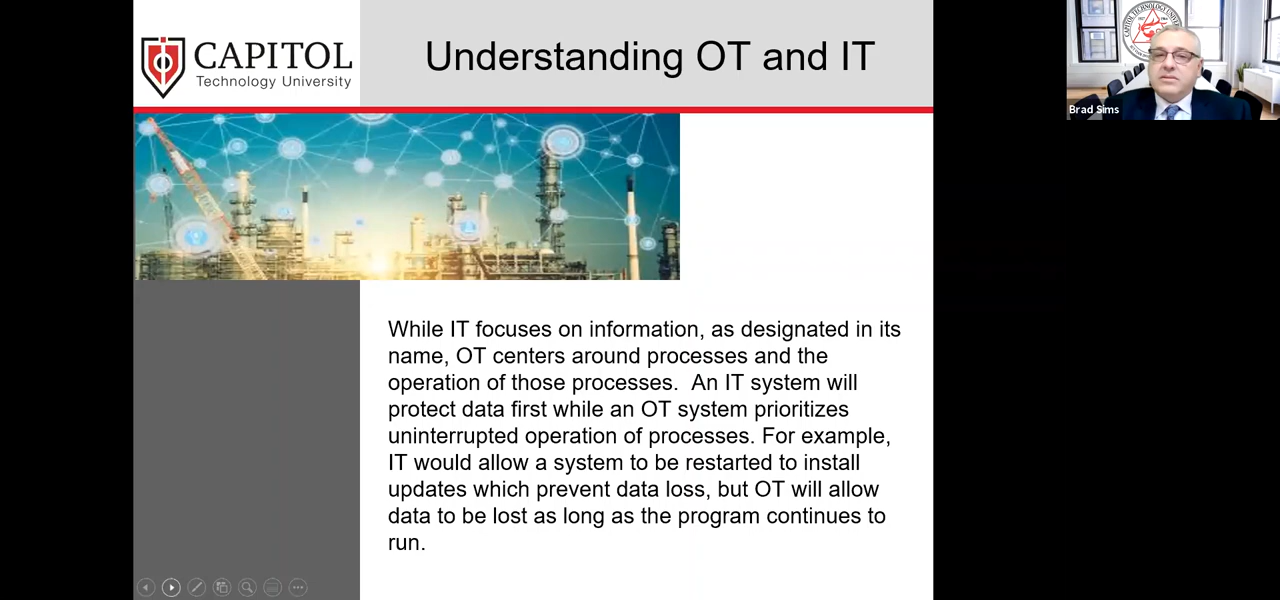 CAPITOL
Technology University
Understanding OT and IT
Brad Sims
While IT focuses on information, as designated in its
name, OT centers around processes and the
operation of those processes.  An IT system will
protect data first while an OT system prioritizes
uninterrupted operation of processes. For example,
IT would allow a system to be restarted to install
updates which prevent data loss, but OT will allow
data to be lost as long as the program continues to
run.